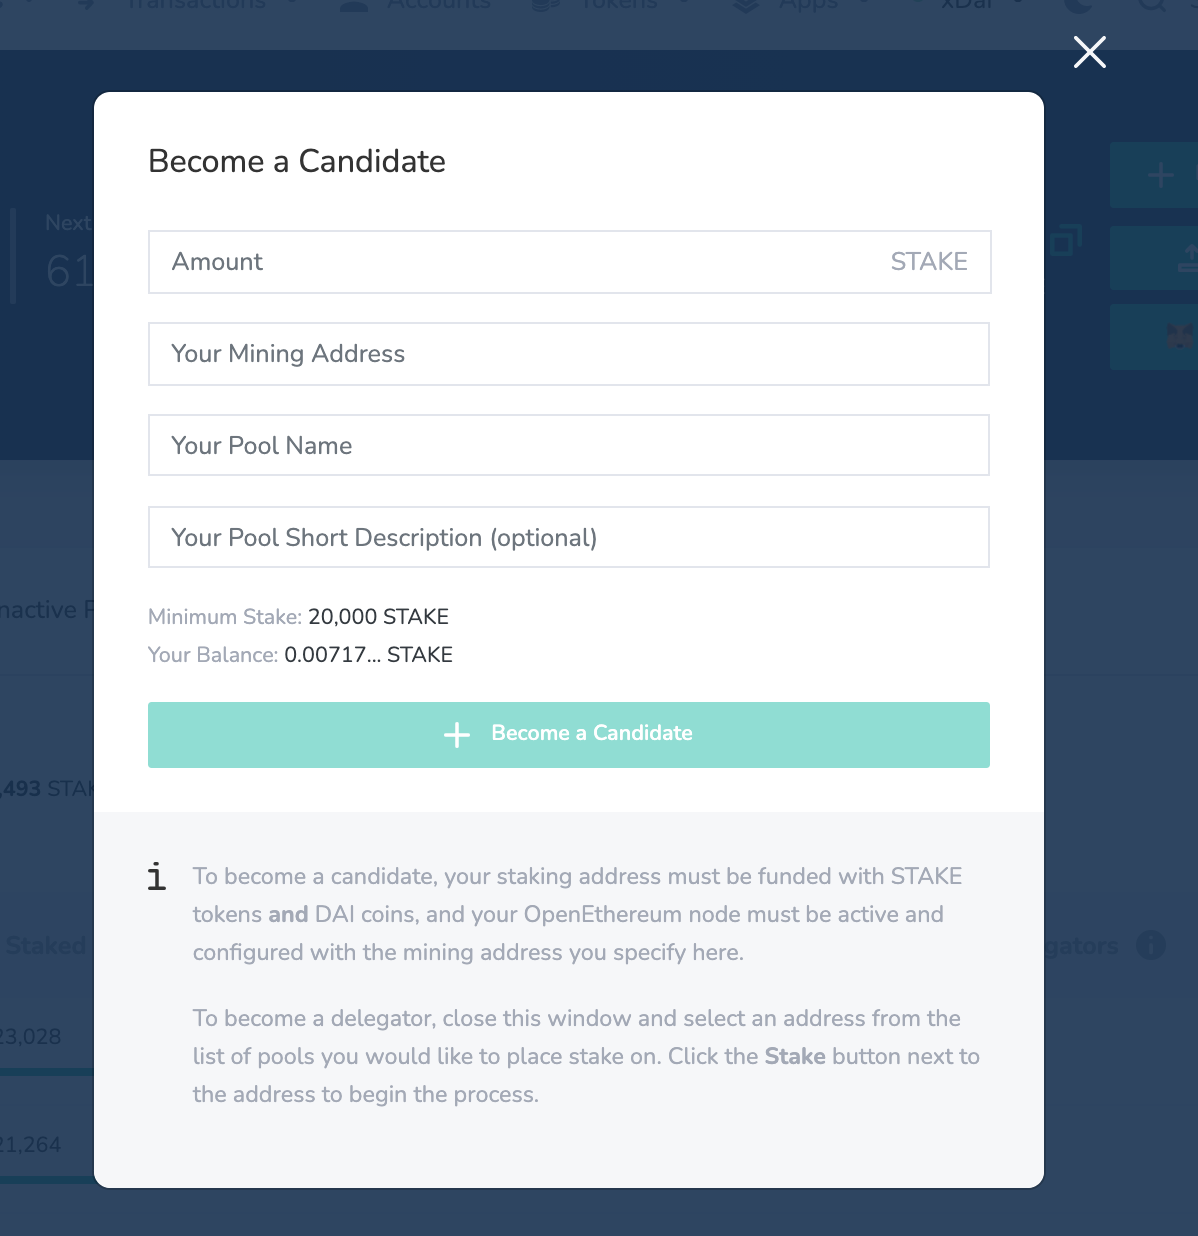 Transactions Accounts Tokens Apps xDai
Become a Candidate
Next
61
Amount STAKE
Your Mining Address
Your Pool Name
Your Pool Short Description (optional)
nactive
Minimum Stake: 20,000 STAKE
Your Balance: 0.00717... STAKE
Become a Candidate
,493 STAK
To become a candidate, your staking address must be funded with STAKE
tokens and DAI coins, and your OpenEthereum node must be active and
configured with the mining address you specify here.
Staked
gators
To become a delegator, close this window and select an address from the
list of pools you would like to place stake on. Click the Stake button next to
the address to begin the process.
23,028
21,264